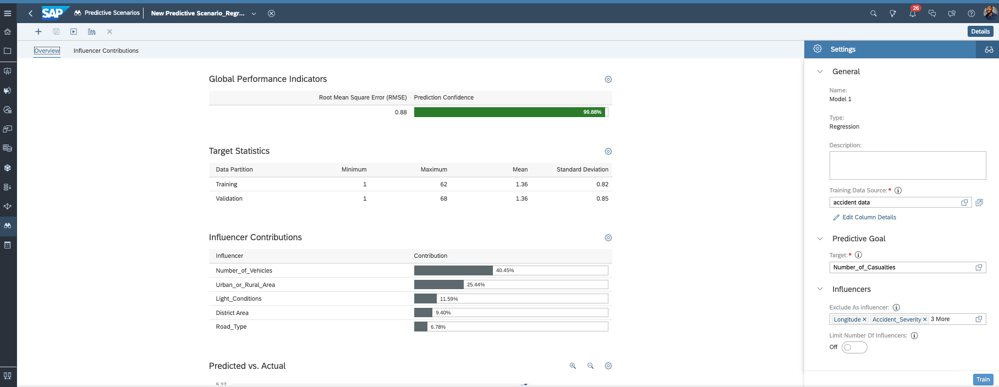 SAP Predictive Scenarios New Predictive Scenario_Regr... 26
Details
Overview Influencer Contributions
Settings
General
Name:
Model 1
Type:
Regression
Description:
Training Data Source:*
accident data
Edit Column Details
Predictive Goal
Target:*
Number_of_Casualties
Influencers
Exclude As influencer:
Longitude Accident_Severity 3 More
Limit Number Of Influencers:
Off
Train
Global Performance Indicators
Root Mean Square Error (RMSE) Prediction Confidence
0.88 99.88%
Target Statistics
Data Partition Minimum Maximum Mean Standard Deviation
Training 1 62 1.36 0.82
Validation 1 68 1.36 0.85
Influencer Contributions
Influencer Contribution
Number_of_Vehicles 40.45%
Urban_or_Rural_Area 25.44%
Light_Conditions 11.59%
District Area 9.40%
Road_Type 6.78%
Predicted vs. Actual
5.27